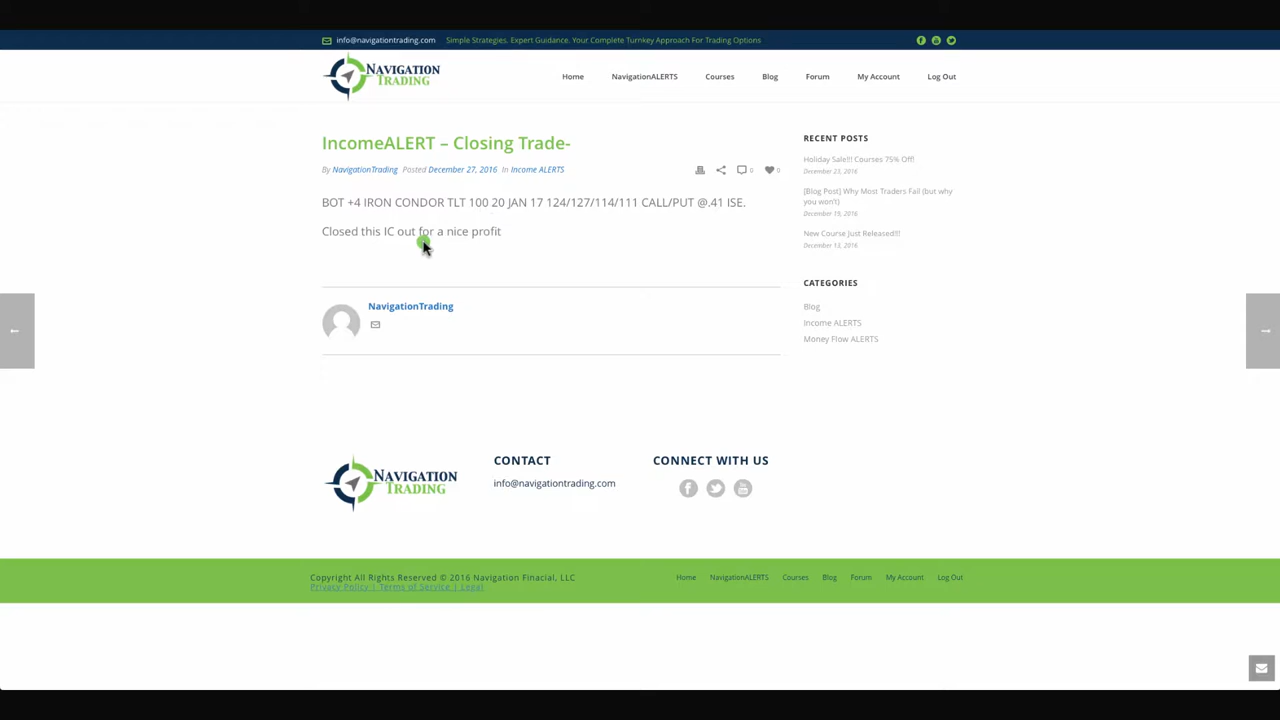 info@navigationtrading.com Simple Strategies. Expert Guidance. Your Complete Turnkey Approach For Trading Options
NAVIGATION
TRADING
Home NavigationALERTS Courses Blog Forum My Account Log Out
IncomeALERT – Closing Trade-
By NavigationTrading Posted December 27, 2016 In Income ALERTS
0 0
BOT +4 IRON CONDOR TLT 100 20 JAN 17 124/127/114/111 CALL/PUT @.41 ISE.
Closed this IC out for a nice profit
NavigationTrading
RECENT POSTS
Holiday Sale!!! Courses 75% Off!
December 23, 2016
[Blog Post] Why Most Traders Fail (but why
you won't)
December 19, 2016
New Course Just Released!!!
December 13, 2016
CATEGORIES
Blog
Income ALERTS
Money Flow ALERTS
NAVIGATION
TRADING
CONTACT
info@navigationtrading.com
CONNECT WITH US
Copyright All Rights Reserved © 2016 Navigation Finacial, LLC
Privacy Policy | Terms of Service | Legal
Home NavigationALERTS Courses Blog Forum My Account Log Out